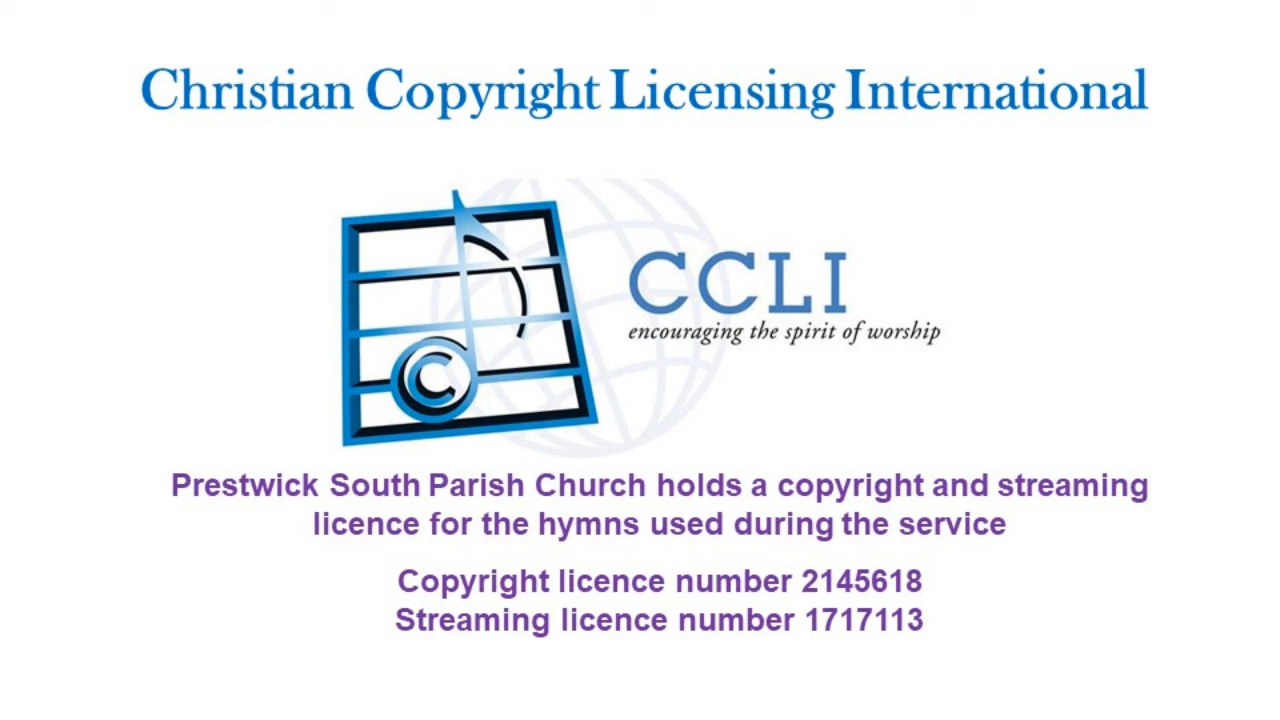 Christian Copyright Licensing International
CCLI
encouraging the spirit of worship
C
Prestwick South Parish Church holds a copyright and streaming
licence for the hymns used during the service
Copyright licence number 2145618
Streaming licence number 1717113